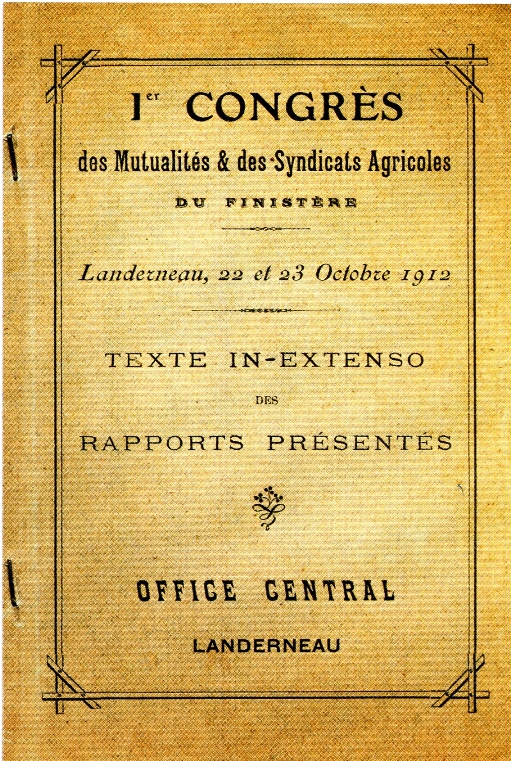 1er CONGRÈS
des Mutualités & des Syndicats Agricoles
DU FINISTÈRE
Landerneau, 22 et 23 Octobre 1912
TEXTE IN-EXTENSO
DES
RAPPORTS PRÉSENTÉS
OFFICE CENTRAL
LANDERNEAU